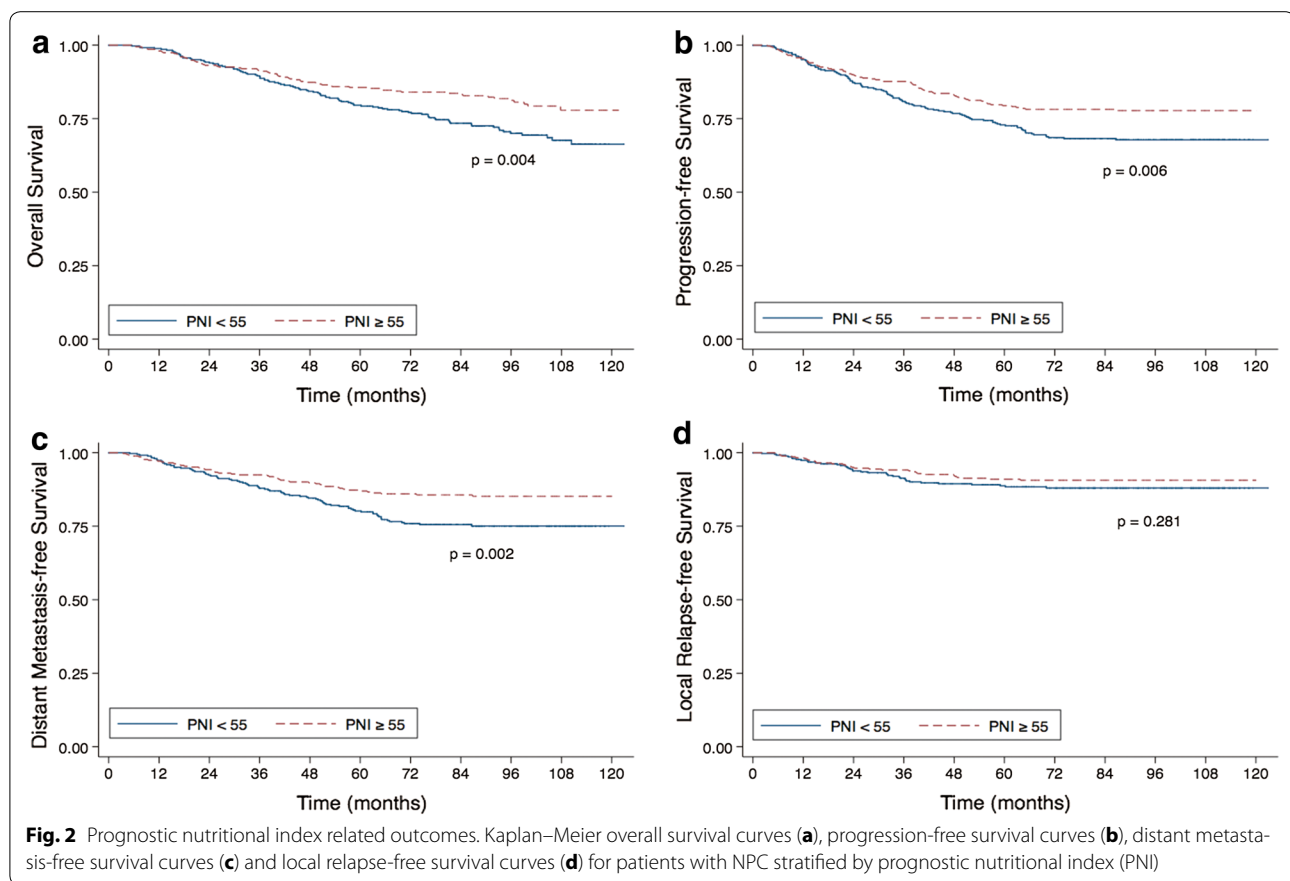 a
1.00
0.75
0.50
0.25
0.00
Overall Survival
p = 0.004
PNI < 55 PNI ≥ 55
0 12 24 36 48 60 72 84 96 108 120
Time (months)
b
1.00
0.75
0.50
0.25
0.00
Progression-free Survival
p = 0.006
PNI < 55 PNI ≥ 55
0 12 24 36 48 60 72 84 96 108 120
Time (months)
c
1.00
0.75
0.50
0.25
0.00
Distant Metastasis-free Survival
p = 0.002
PNI < 55 PNI ≥ 55
0 12 24 36 48 60 72 84 96 108 120
Time (months)
d
1.00
0.75
0.50
0.25
0.00
Local Relapse-free Survival
p = 0.281
PNI < 55 PNI ≥ 55
0 12 24 36 48 60 72 84 96 108 120
Time (months)
Fig. 2 Prognostic nutritional index related outcomes. Kaplan–Meier overall survival curves (a), progression-free survival curves (b), distant metasta-
sis-free survival curves (c) and local relapse-free survival curves (d) for patients with NPC stratified by prognostic nutritional index (PNI)